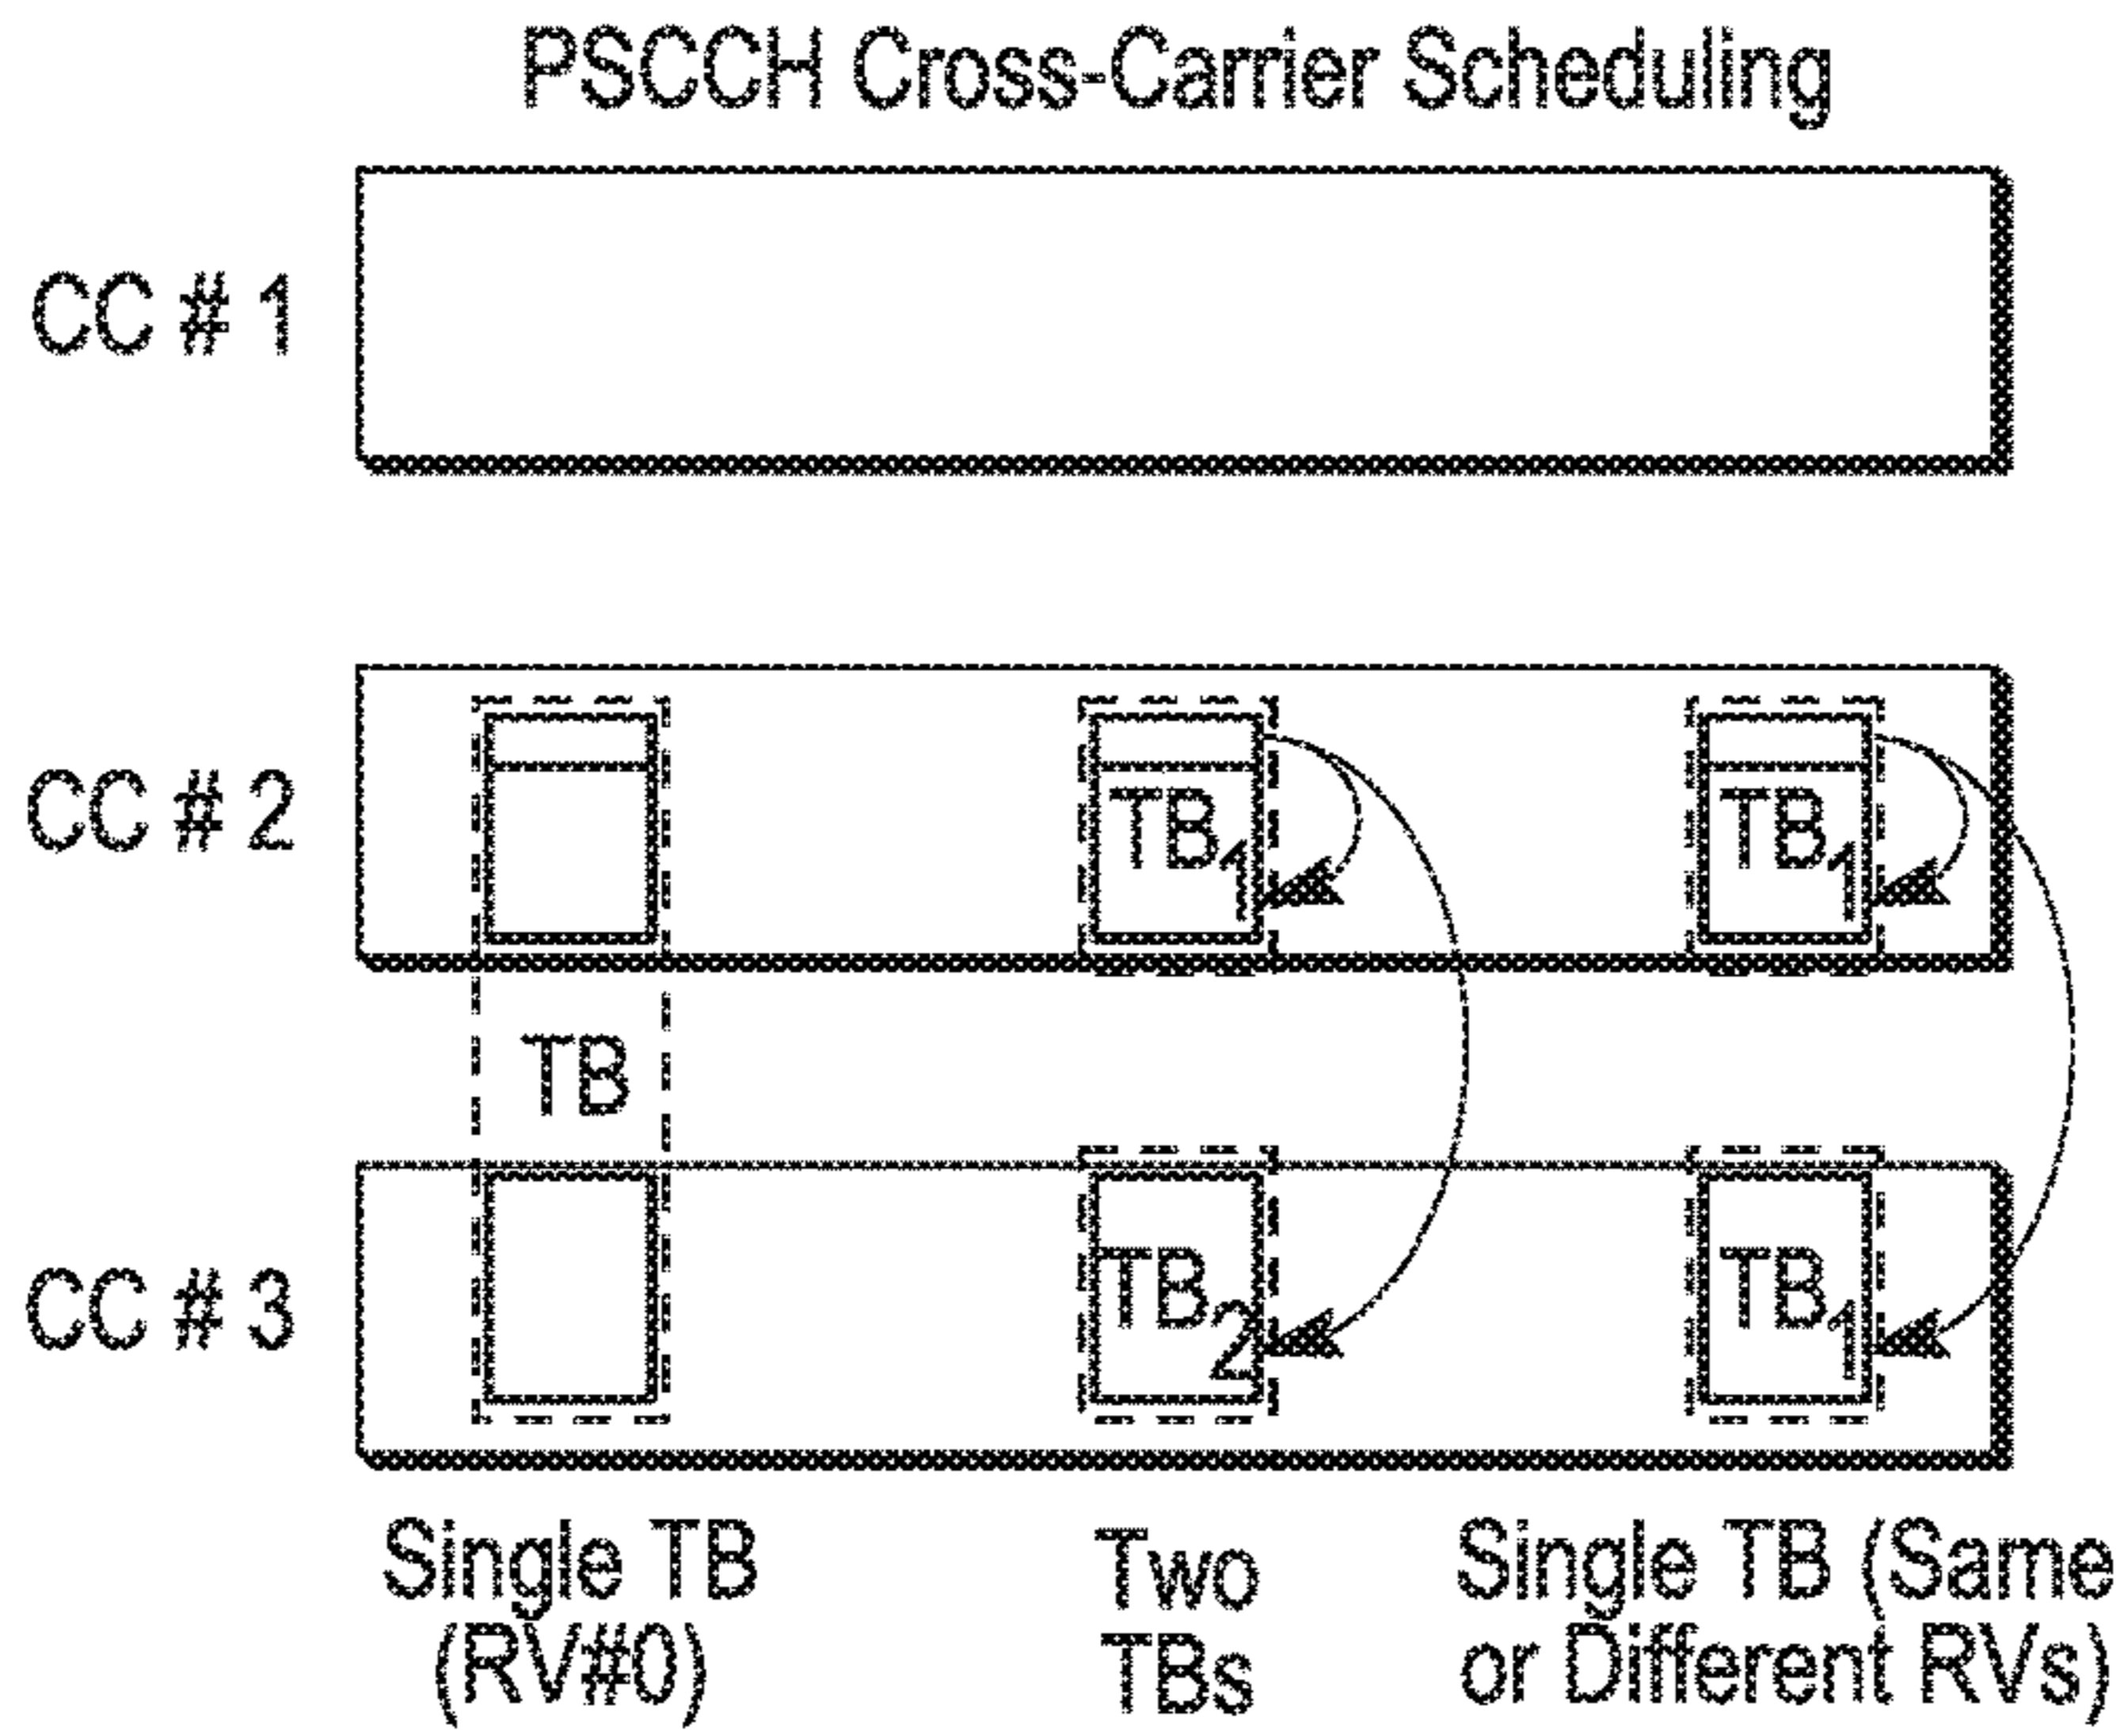 PSCCH Cross-Carrier Scheduling
CC # 1
CC # 2
TB1
TB1
TB
CC # 3
TB2
TB1
Single TB
(RV#0)
Two
TBs
Single TB (Same
or Different RVs)